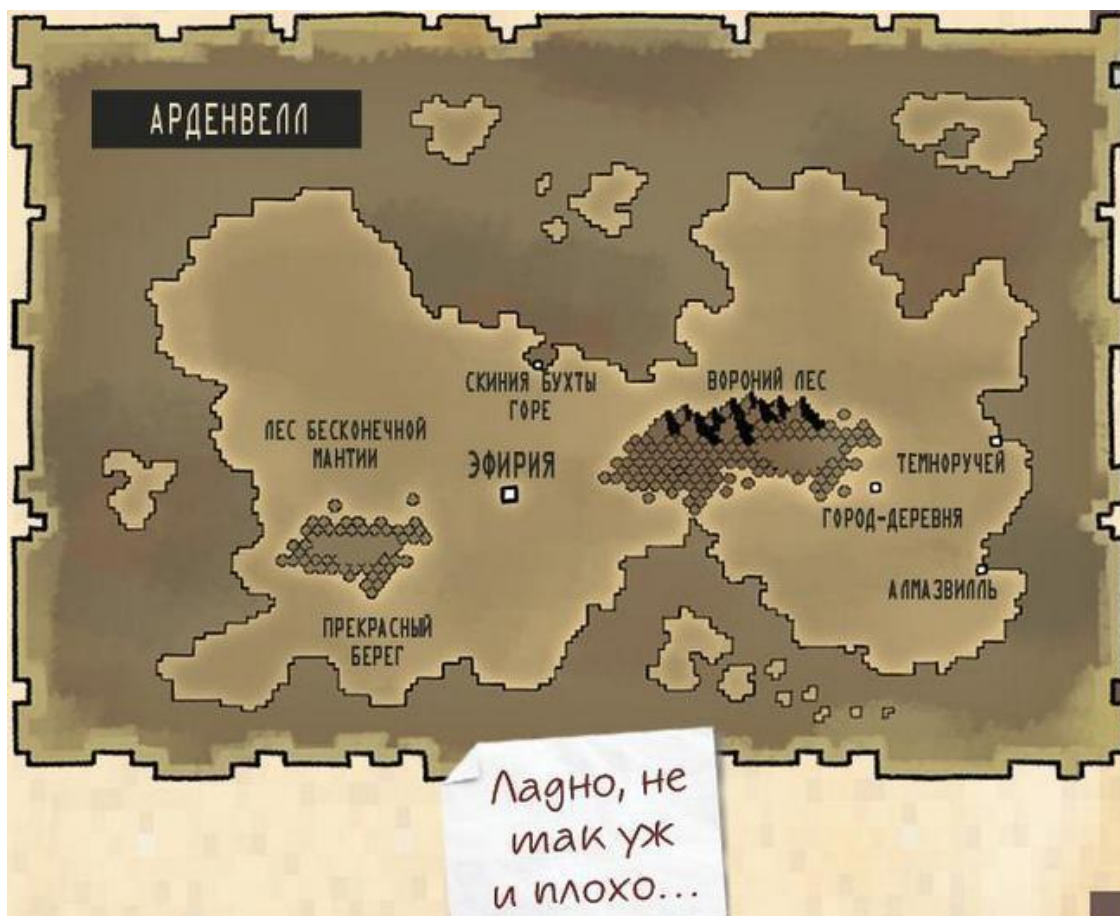 АРДЕНВЕЛЛ
СКИНИЯ БУХТЫ
ГОРЕ
ВОРОНИЙ ЛЕС
ЛЕС БЕСКОНЕЧНОЙ
МАНТИИ
ЭФИРИЯ
ТЕМНОРУЧЕЙ
ГОРОД-ДЕРЕВНЯ
АЛМАЗВИЛЛЬ
ПРЕКРАСНЫЙ
БЕРЕГ
Ладно, не
так уж
и плохо...